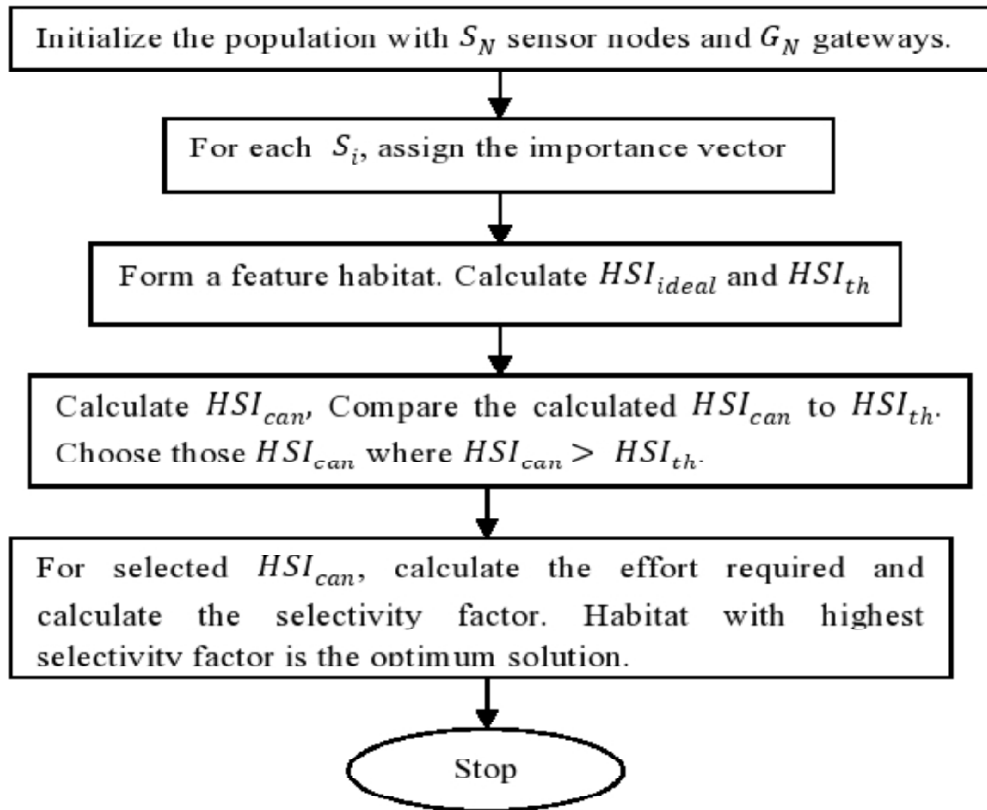 Initialize the population with S_N sensor nodes and G_N gateways.
For each S_i, assign the importance vector
Form a feature habitat. Calculate HSI_ideal and HSI_th
Calculate HSI_can, Compare the calculated HSI_can to HSI_th.
Choose those HSI_can where HSI_can > HSI_th.
For selected HSI_can, calculate the effort required and
calculate the selectivity factor. Habitat with highest
selectivity factor is the optimum solution.
Stop